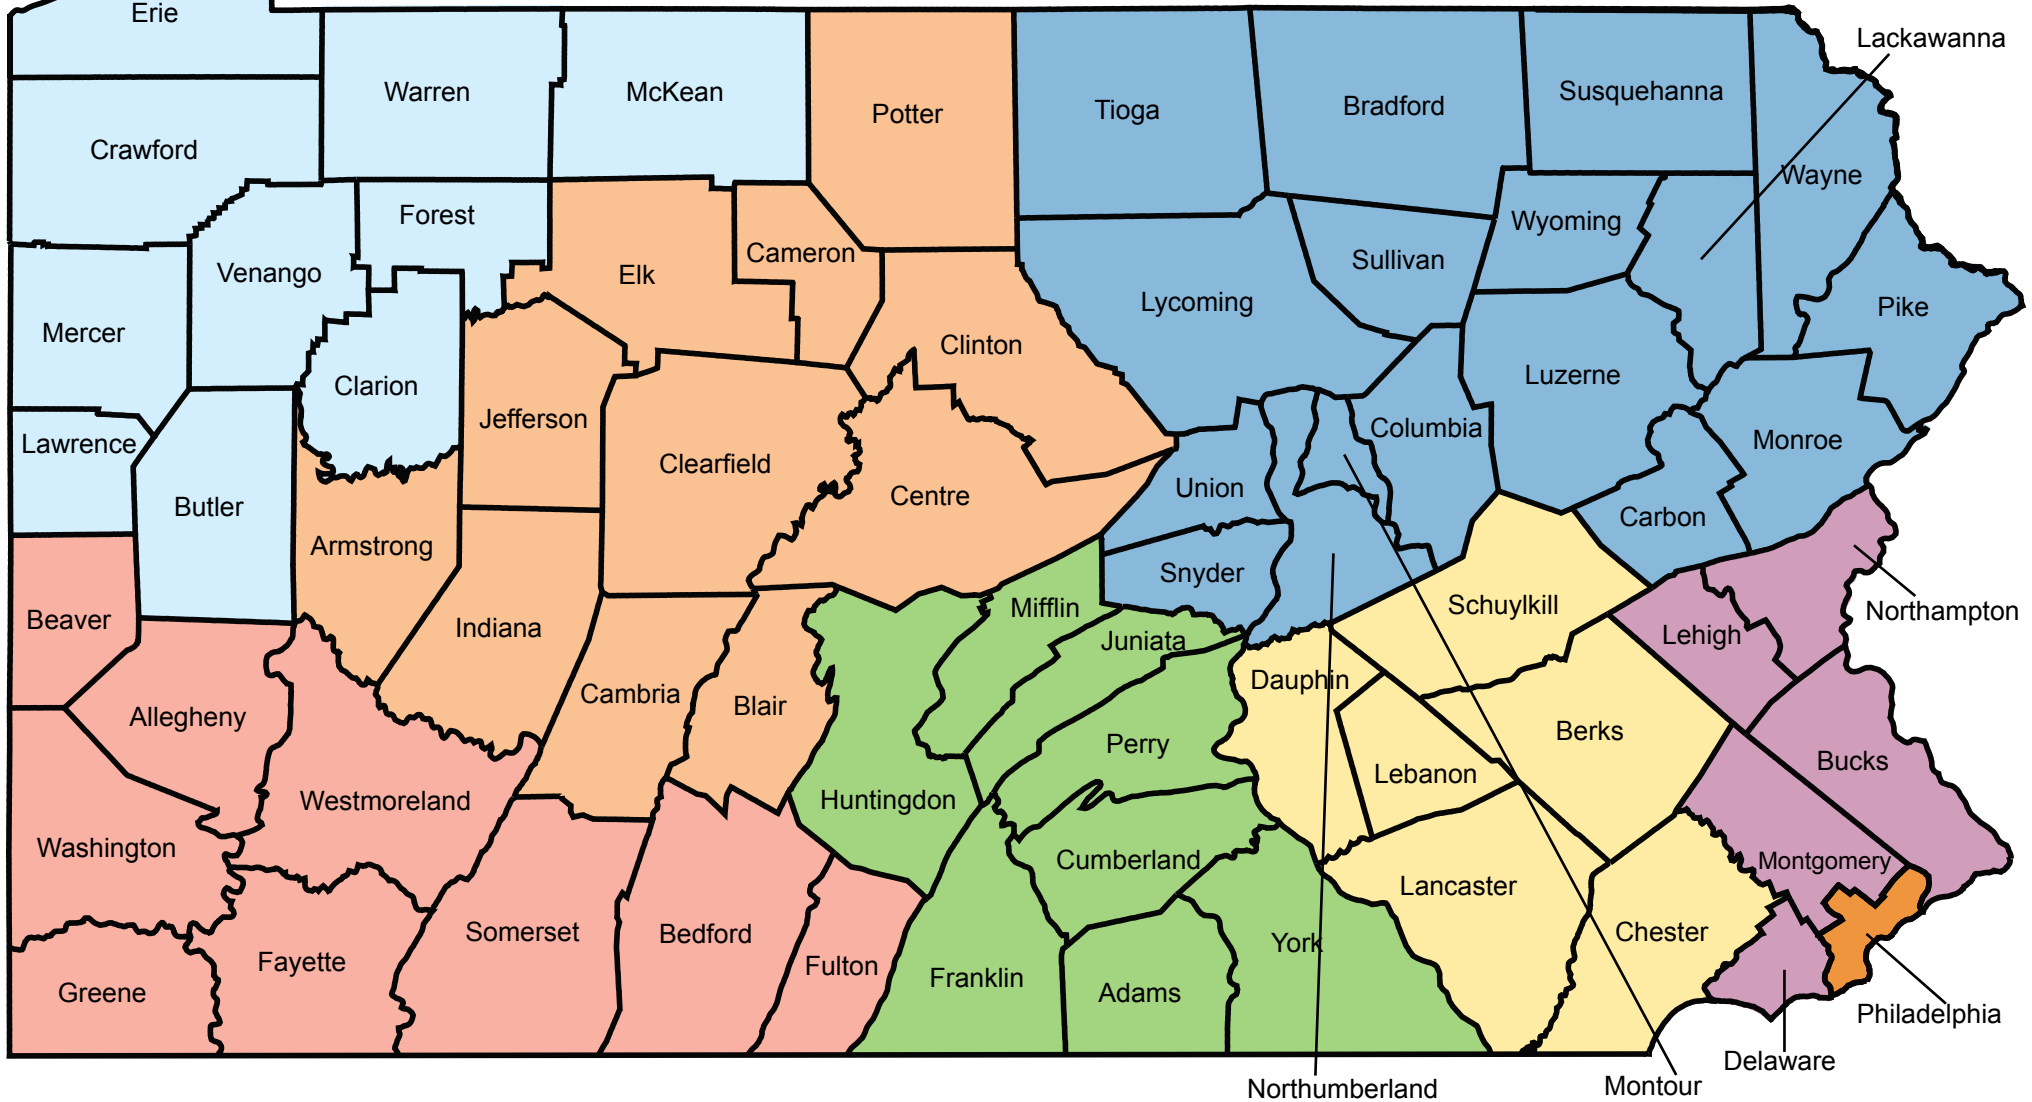 Erie
Lackawanna
Warren
McKean
Potter
Tioga
Bradford
Susquehanna
Crawford
Wayne
Forest
Wyoming
Cameron
Sullivan
Venango
Elk
Lycoming
Pike
Mercer
Clinton
Clarion
Luzerne
Jefferson
Columbia
Lawrence
Monroe
Clearfield
Union
Centre
Butler
Carbon
Armstrong
Snyder
Schuylkill
Mifflin
Northampton
Beaver
Indiana
Juniata
Lehigh
Dauphin
Cambria
Blair
Allegheny
Berks
Perry
Bucks
Lebanon
Westmoreland
Huntingdon
Washington
Cumberland
Montgomery
Lancaster
Somerset
Bedford
Chester
York
Fayette
Fulton
Franklin
Greene
Adams
Philadelphia
Delaware
Northumberland
Montour